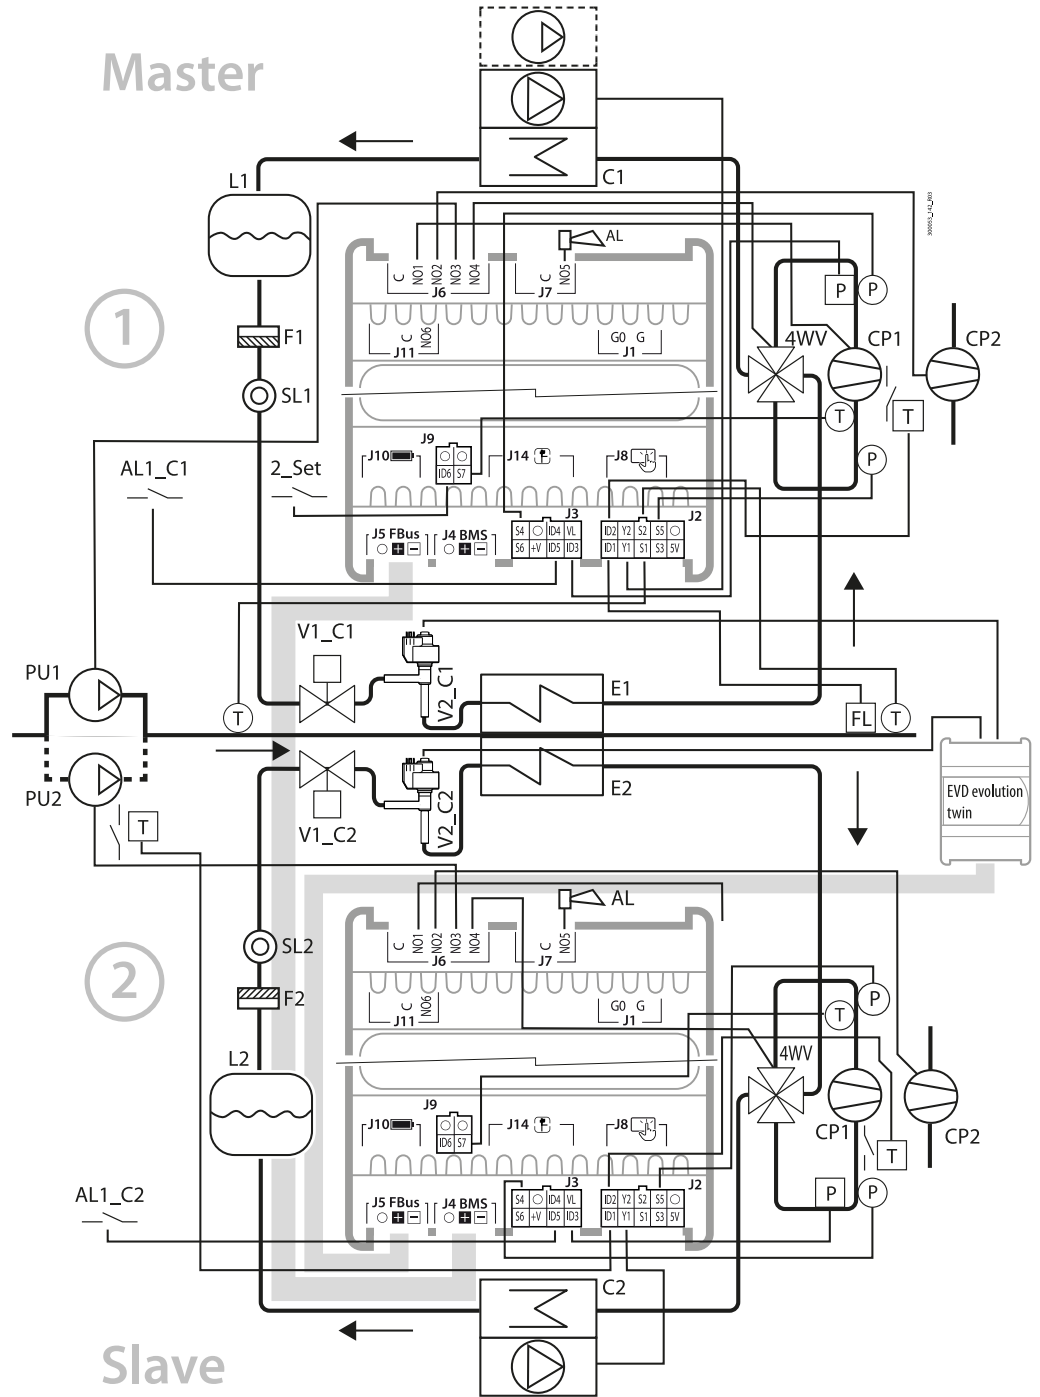 Master
C1
L1
300053_142_R03
AL
C NO1 NO2 NO3 NO4
J6
C NO5
J7
P P
1
F1
C NO6
J11
G0 G
J1
4WV CP1 CP2
SL1
T
T
J9
J10 J14 J8
AL1_C1 2_Set
ID6 S7
P
J3 J2
J5 FBus J4 BMS
S4 ID4 VL
S6 +V ID5 ID3
ID2 Y2 S2 S5
ID1 Y1 S1 S3 5V
V1_C1
PU1
V2_C1
E1
T
FL T
PU2
V2_C2
E2
EVD evolution
twin
T
V1_C2
AL
C NO1 NO2 NO3 NO4
J6
C NO5
J7
SL2
2
F2
C NO6
J11
G0 G
J1
P
T
L2
4WV
J9
J10 J14 J8
ID6 S7
CP1 CP2
T
AL1_C2
J3 J2
J5 FBus J4 BMS
S4 ID4 VL
S6 +V ID5 ID3
ID2 Y2 S2 S5
ID1 Y1 S1 S3 5V
P P
C2
Slave